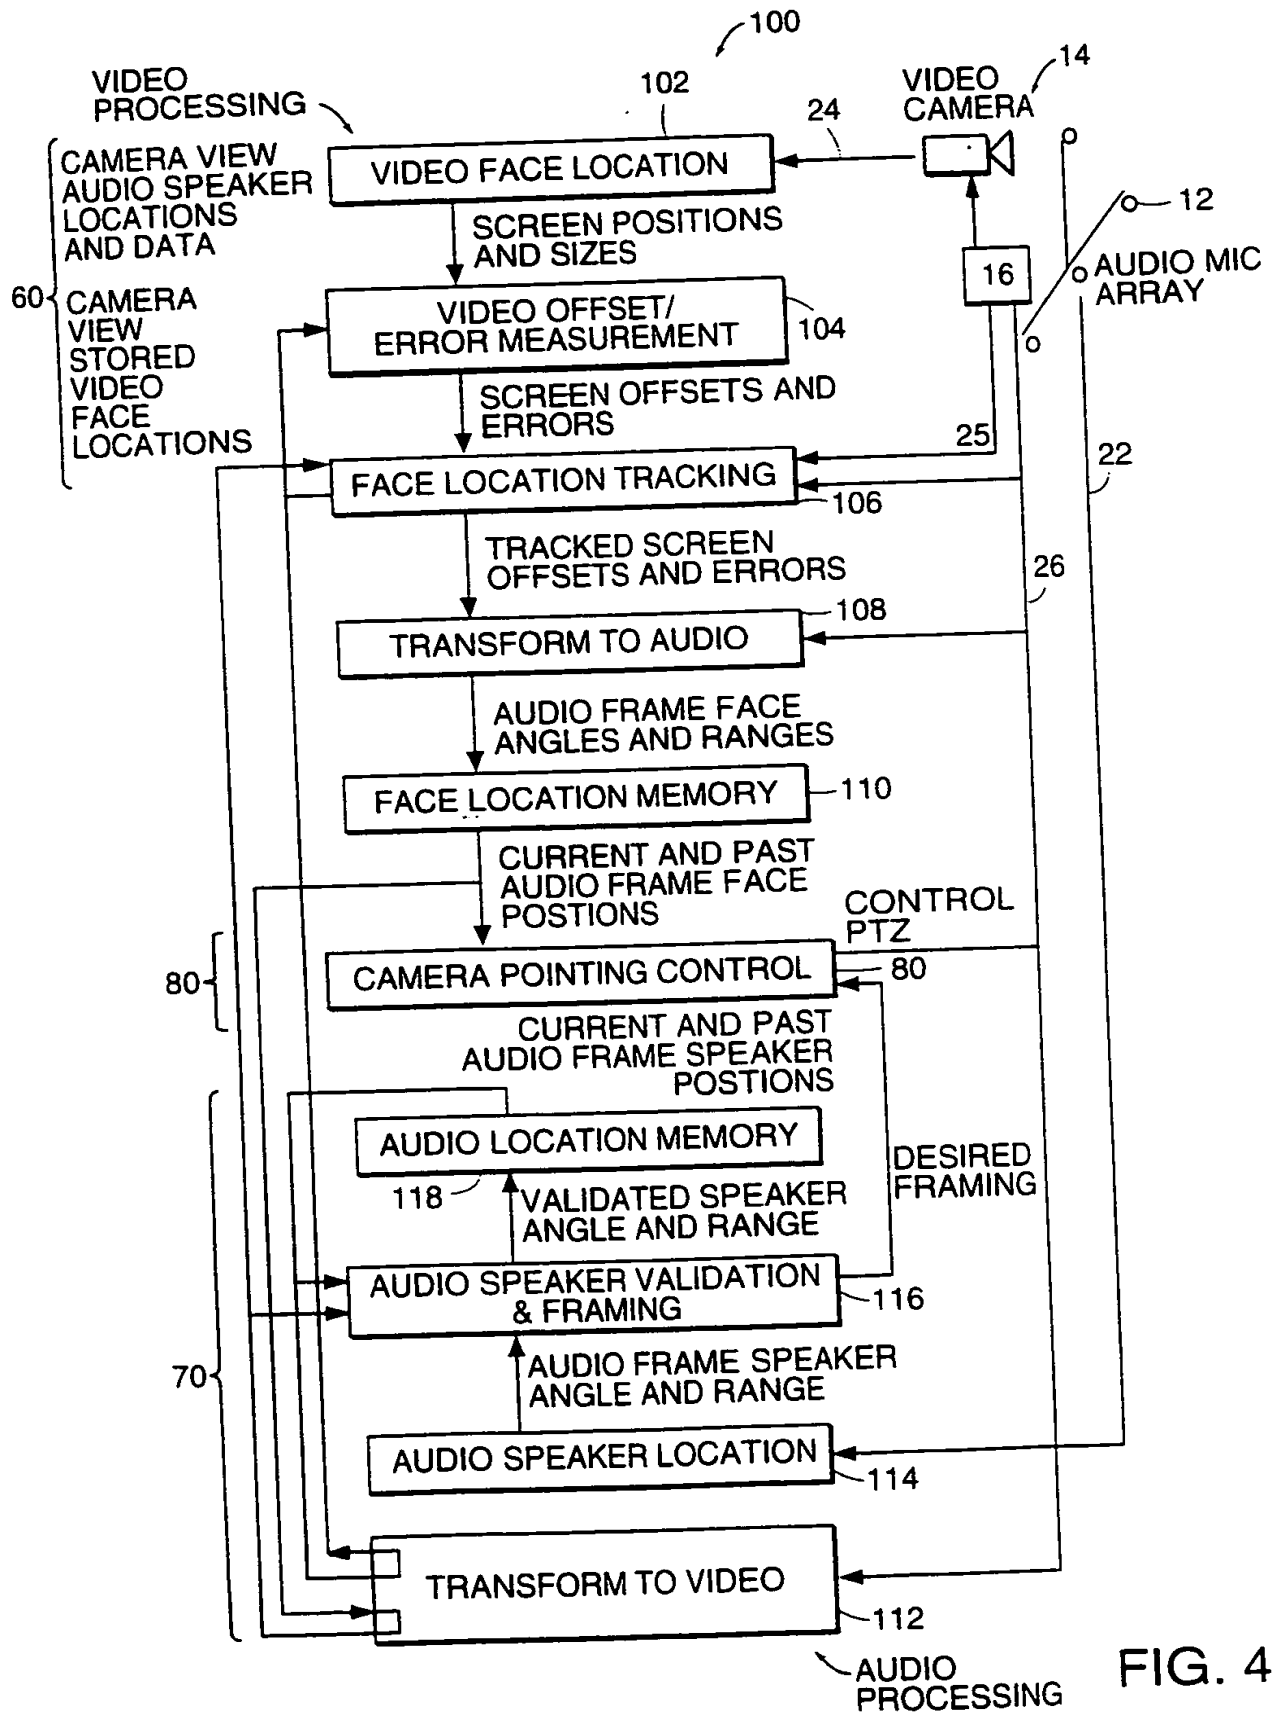 100
VIDEO
PROCESSING
102
24
VIDEO
CAMERA
14
60
CAMERA VIEW
AUDIO SPEAKER
LOCATIONS
AND DATA
VIDEO FACE LOCATION
12
SCREEN POSITIONS
AND SIZES
16
AUDIO MIC
ARRAY
CAMERA
VIEW
STORED
VIDEO
FACE
LOCATIONS
VIDEO OFFSET/
ERROR MEASUREMENT
104
SCREEN OFFSETS AND
ERRORS
25
22
FACE LOCATION TRACKING
106
TRACKED SCREEN
OFFSETS AND ERRORS
26
108
TRANSFORM TO AUDIO
AUDIO FRAME FACE
ANGLES AND RANGES
FACE LOCATION MEMORY
110
CURRENT AND PAST
AUDIO FRAME FACE
POSTIONS
CONTROL
PTZ
80
CAMERA POINTING CONTROL
80
CURRENT AND PAST
AUDIO FRAME SPEAKER
POSTIONS
AUDIO LOCATION MEMORY
118
DESIRED
FRAMING
VALIDATED SPEAKER
ANGLE AND RANGE
AUDIO SPEAKER VALIDATION
& FRAMING
116
70
AUDIO FRAME SPEAKER
ANGLE AND RANGE
AUDIO SPEAKER LOCATION
114
TRANSFORM TO VIDEO
112
AUDIO
PROCESSING
FIG. 4